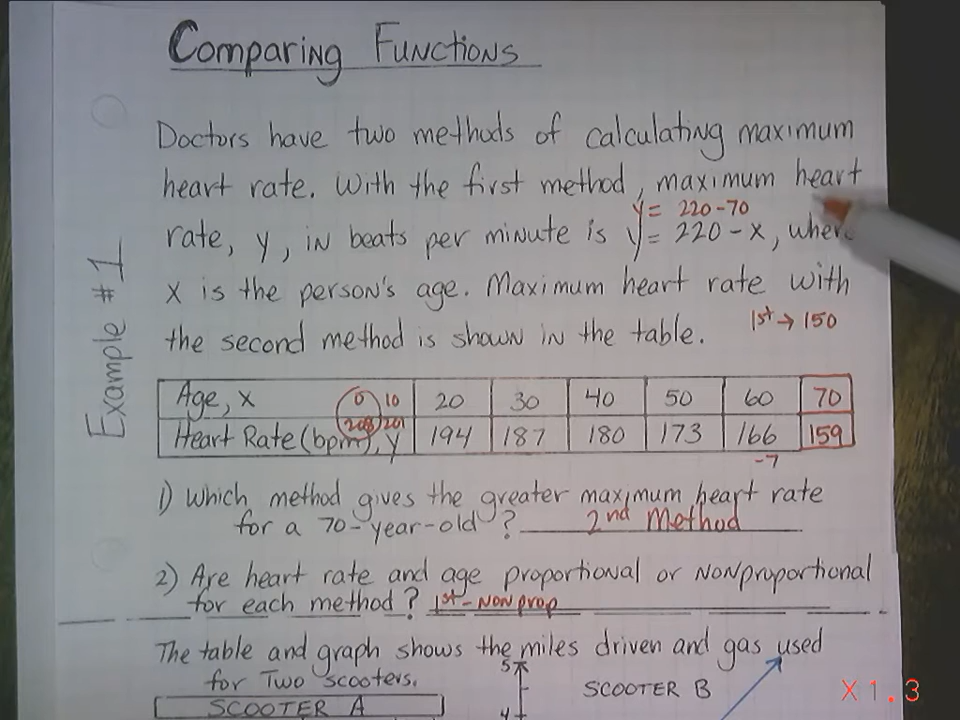 Comparing Functions
Example #1
Doctors have two methods of calculating maximum
heart rate. With the first method, maximum heart
y = 220-70
rate, y, in beats per minute is y = 220 - x, where
x is the person's age. Maximum heart rate with
1st → 150
the second method is shown in the table.
Age, x 0 10 20 30 40 50 60 70
Heart Rate (bpm), y 208 201 194 187 180 173 166 159
-7
1) Which method gives the greater maximum heart rate
for a 70-year-old? 2nd Method
2) Are heart rate and age proportional or nonproportional
for each method? 1st - Nonprop
The table and graph shows the miles driven and gas used
for Two scooters.
5
SCOOTER B
SCOOTER A
4
X1.3